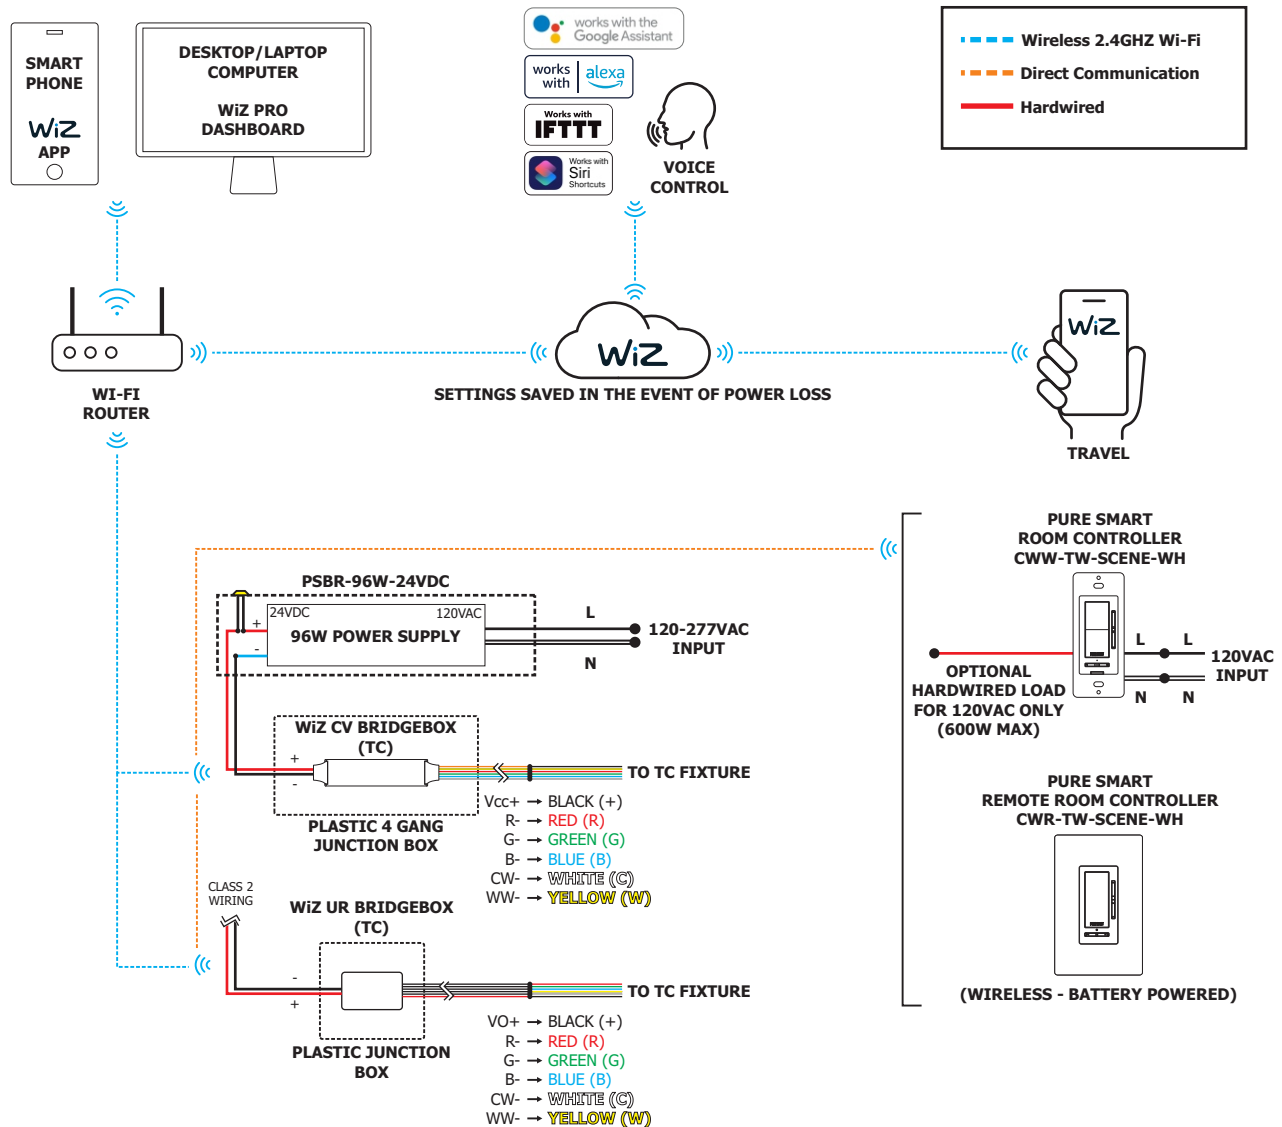 SMART
PHONE
WiZ
APP
DESKTOP/LAPTOP
COMPUTER
WiZ PRO
DASHBOARD
works with the
Google Assistant
works
with
alexa
Works with
IFTTT
Works with
Siri
Shortcuts
VOICE
CONTROL
Wireless 2.4GHZ Wi-Fi
Direct Communication
Hardwired
WI-FI
ROUTER
WiZ
SETTINGS SAVED IN THE EVENT OF POWER LOSS
WiZ
TRAVEL
PSBR-96W-24VDC
24VDC
120VAC
96W POWER SUPPLY
+
-
L
N
120-277VAC
INPUT
WiZ CV BRIDGEBOX
(TC)
+
-
TO TC FIXTURE
PLASTIC 4 GANG
JUNCTION BOX
Vcc+ → BLACK (+)
R- → RED (R)
G- → GREEN (G)
B- → BLUE (B)
CW- → WHITE (C)
WW- → YELLOW (W)
CLASS 2
WIRING
WiZ UR BRIDGEBOX
(TC)
-
+
TO TC FIXTURE
PLASTIC JUNCTION
BOX
VO+ → BLACK (+)
R- → RED (R)
G- → GREEN (G)
B- → BLUE (B)
CW- → WHITE (C)
WW- → YELLOW (W)
PURE SMART
ROOM CONTROLLER
CWW-TW-SCENE-WH
L L
N N
120VAC
INPUT
OPTIONAL
HARDWIRED LOAD
FOR 120VAC ONLY
(600W MAX)
PURE SMART
REMOTE ROOM CONTROLLER
CWR-TW-SCENE-WH
(WIRELESS - BATTERY POWERED)